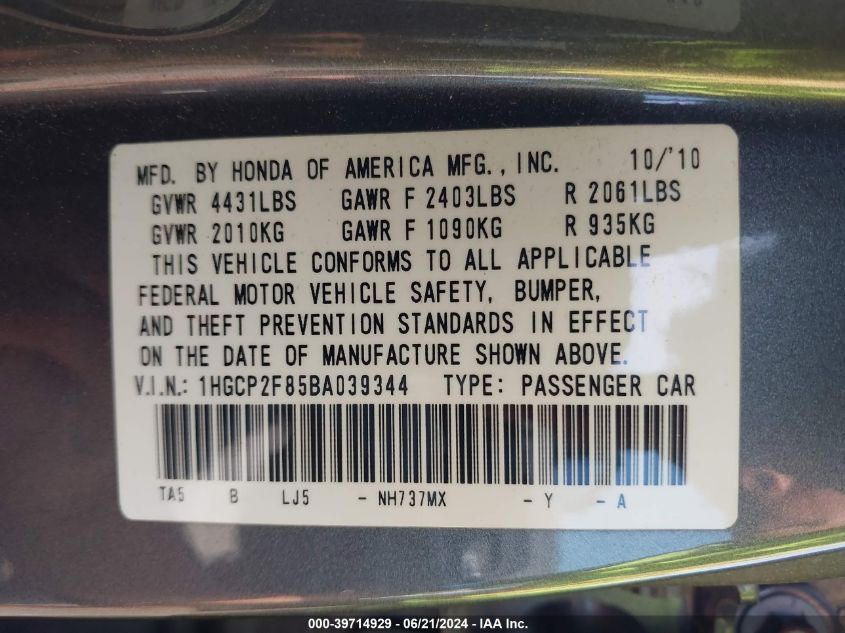 MFD. BY HONDA OF AMERICA MFG., INC. 10/'10
GVWR 4431LBS GAWR F 2403LBS R 2061LBS
GVWR 2010KG GAWR F 1090KG R 935KG
THIS VEHICLE CONFORMS TO ALL APPLICABLE
FEDERAL MOTOR VEHICLE SAFETY, BUMPER,
AND THEFT PREVENTION STANDARDS IN EFFECT
ON THE DATE OF MANUFACTURE SHOWN ABOVE.
V.I.N.: 1HGCP2F85BA039344 TYPE: PASSENGER CAR
TA5 B LJ5 - NH737MX - Y - A
000-39714929 - 06/21/2024 - IAA Inc.